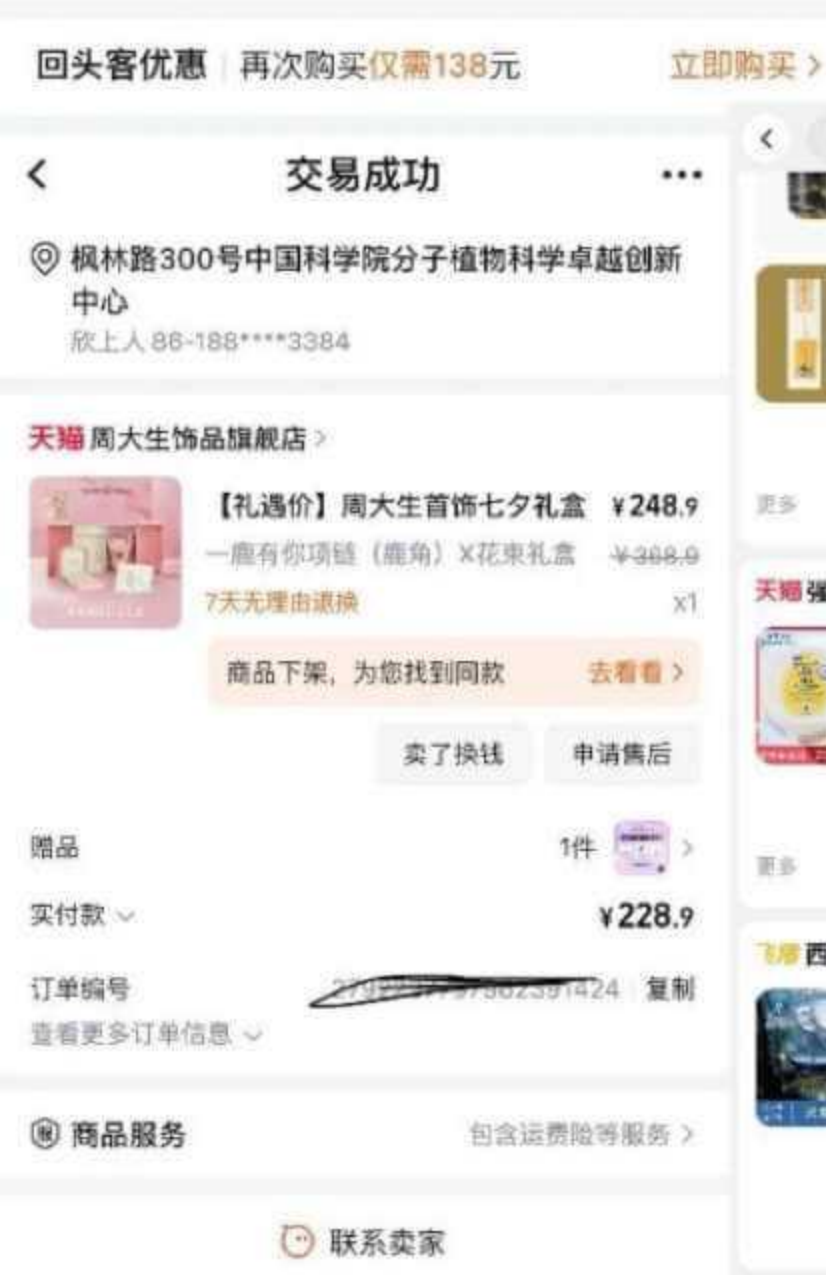 回头客优惠 再次购买仅需138元 立即购买 >
交易成功
枫林路300号中国科学院分子植物科学卓越创新
中心
欣上人 86-188****3384
天猫 周大生饰品旗舰店 >
【礼遇价】周大生首饰七夕礼盒 ¥248.9
一鹿有你项链（鹿角）X花束礼盒
7天无理由退换 x1
商品下架，为您找到同款 去看看 >
卖了换钱 申请售后
赠品 1件
实付款 ¥228.9
订单编号 复制
查看更多订单信息
商品服务 包含运费险等服务 >
联系卖家
更多
天猫
更多
西